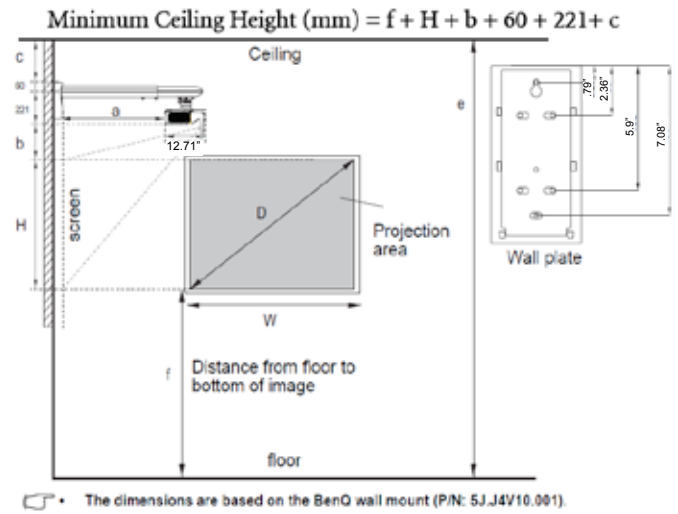 Minimum Ceiling Height (mm) = f + H + b + 60 + 221+ c
Ceiling
c
60
221
a
e
.79"
2.36"
5.9"
7.08"
b
12.71"
H
screen
D
Projection
area
Wall plate
W
f
Distance from floor to
bottom of image
floor
• The dimensions are based on the BenQ wall mount (P/N: 5J.J4V10.001).